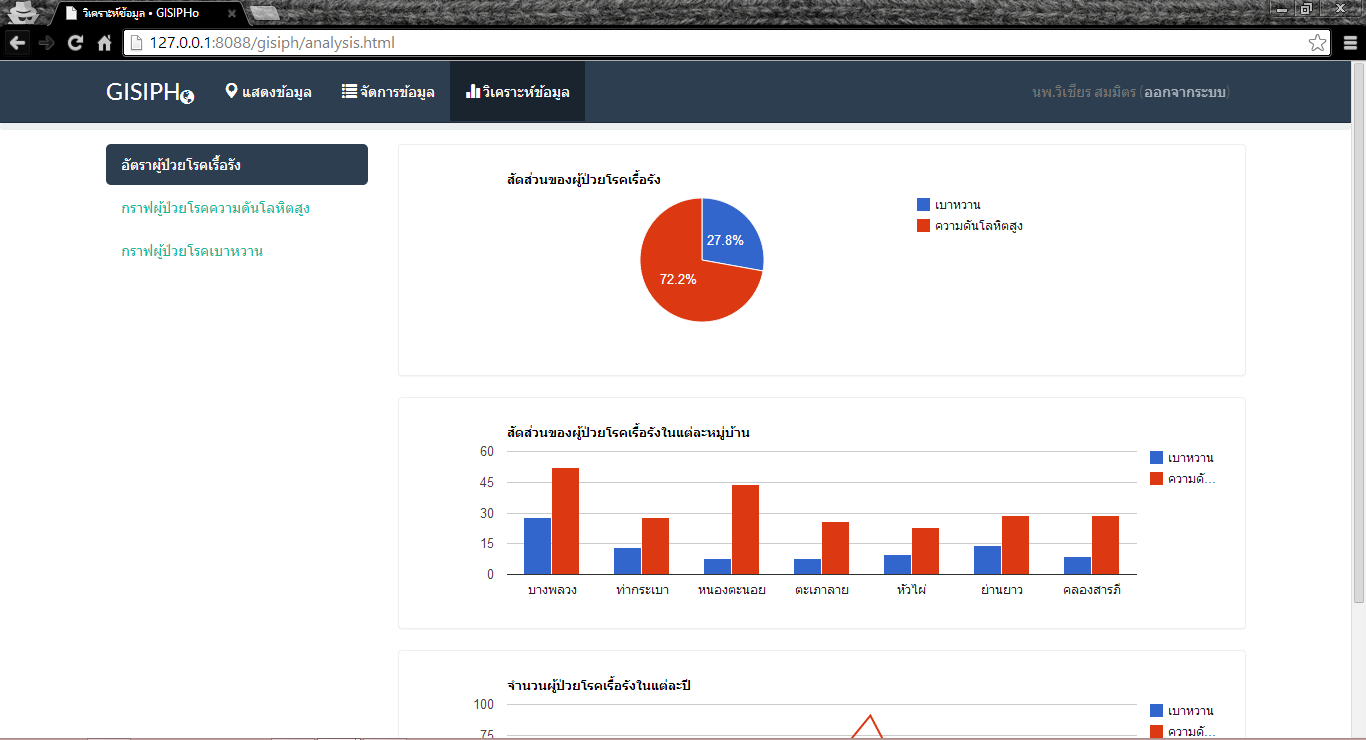 วิเคราะห์ข้อมูล • GISIPHo
127.0.0.1:8088/gisiph/analysis.html
GISIPH
แสดงข้อมูล
จัดการข้อมูล
วิเคราะห์ข้อมูล
นพ.วิเชียร สมมิตร (ออกจากระบบ)
อัตราผู้ป่วยโรคเรื้อรัง
กราฟผู้ป่วยโรคความดันโลหิตสูง
กราฟผู้ป่วยโรคเบาหวาน
สัดส่วนของผู้ป่วยโรคเรื้อรัง
27.8%
72.2%
เบาหวาน
ความดันโลหิตสูง
สัดส่วนของผู้ป่วยโรคเรื้อรังในแต่ละหมู่บ้าน
60
45
30
15
0
บางพลวง
ท่ากระเบา
หนองตะนอย
ตะเภาลาย
หัวไผ่
ย่านยาว
คลองสารภี
เบาหวาน
ความดั...
จำนวนผู้ป่วยโรคเรื้อรังในแต่ละปี
100
75
เบาหวาน
ความดั...